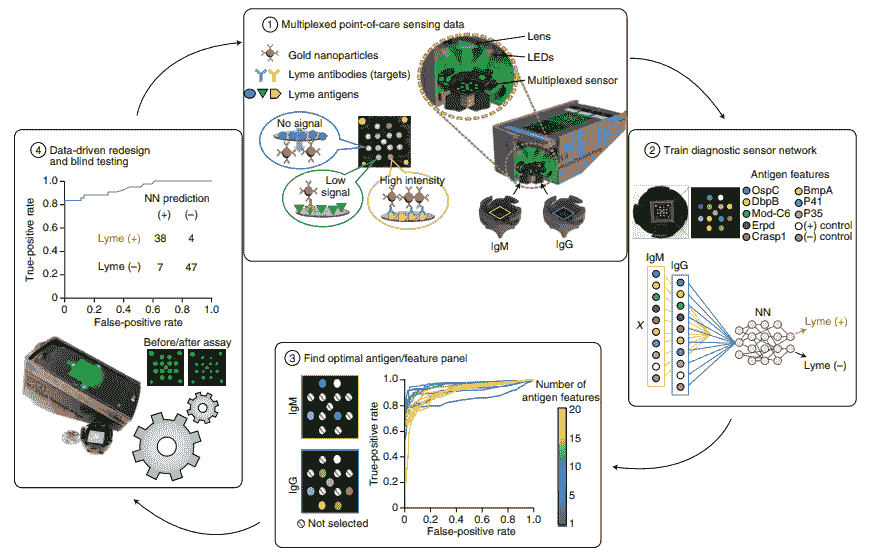 1 Multiplexed point-of-care sensing data
Gold nanoparticles
Lyme antibodies (targets)
Lyme antigens
Lens
LEDs
Multiplexed sensor
No signal
Low
signal
High intensity
IgM
IgG
2 Train diagnostic sensor network
Antigen features
OspC
BmpA
DbpB
P41
Mod-C6
P35
Erpd
(+) control
Crasp1
(–) control
IgM
IgG
X
NN
Lyme (+)
Lyme (–)
3 Find optimal antigen/feature panel
IgM
IgG
Not selected
True-positive rate
1.0
0.8
0.6
0.4
0.2
0
0
0.2
0.4
0.6
0.8
1.0
False-positive rate
Number of
antigen features
20
15
10
5
1
4 Data-driven redesign
and blind testing
True-positive rate
1.0
0.8
0.6
0.4
0.2
0
NN prediction
(+) (–)
Lyme (+) 38 4
Lyme (–) 7 47
0 0.2 0.4 0.6 0.8 1.0
False-positive rate
Before/after assay